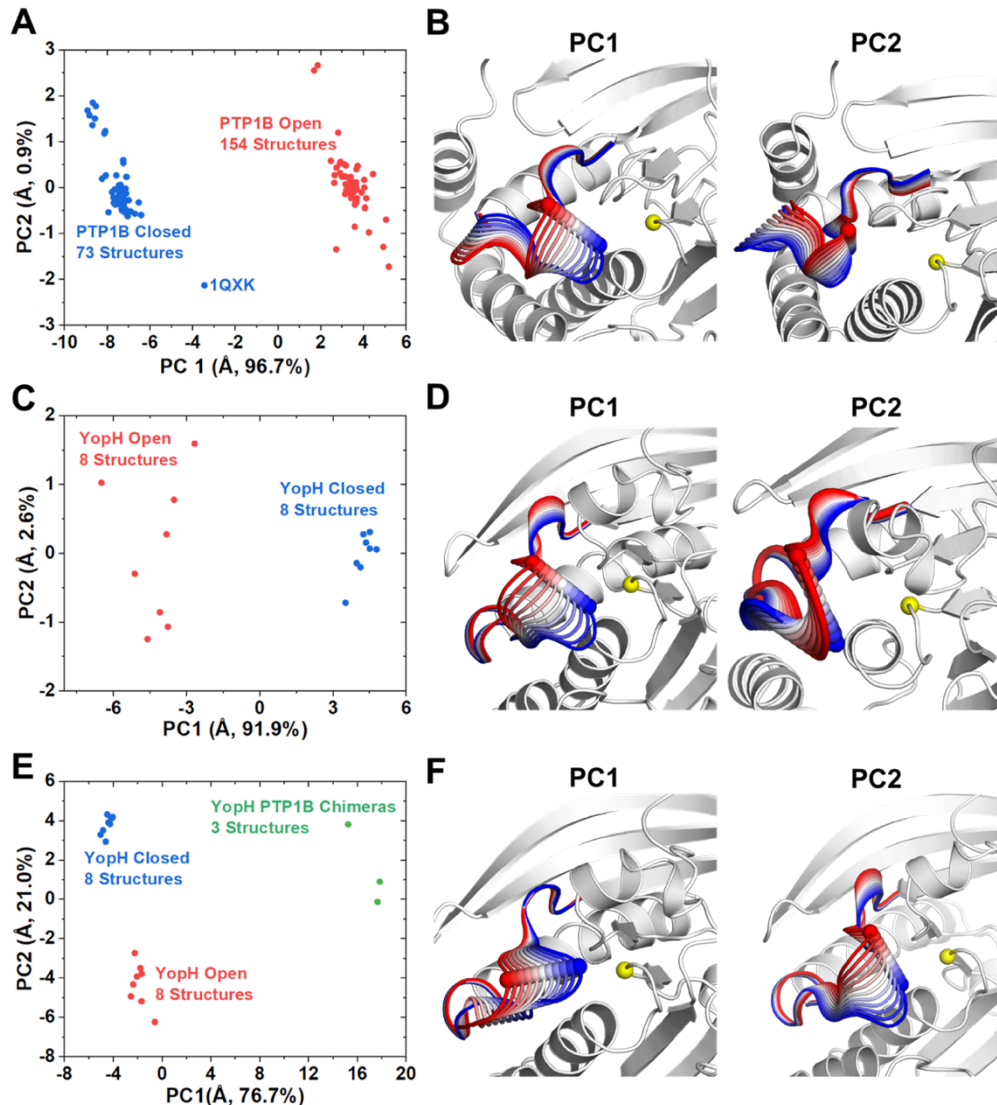 A
PC2 (Å, 0.9%)
3
2
1
0
-1
-2
-3
PTP1B Open
154 Structures
PTP1B Closed
73 Structures
1QXK
-10 -8 -6 -4 -2 0 2 4 6
PC 1 (Å, 96.7%)
B
PC1
PC2
C
PC2 (Å, 2.6%)
2
1
0
-1
-2
YopH Open
8 Structures
YopH Closed
8 Structures
-6 -3 0 3 6
PC1 (Å, 91.9%)
D
PC1
PC2
E
PC2 (Å, 21.0%)
6
4
2
0
-2
-4
-6
-8
YopH PTP1B Chimeras
3 Structures
YopH Closed
8 Structures
YopH Open
8 Structures
-8 -4 0 4 8 12 16 20
PC1(Å, 76.7%)
F
PC1
PC2